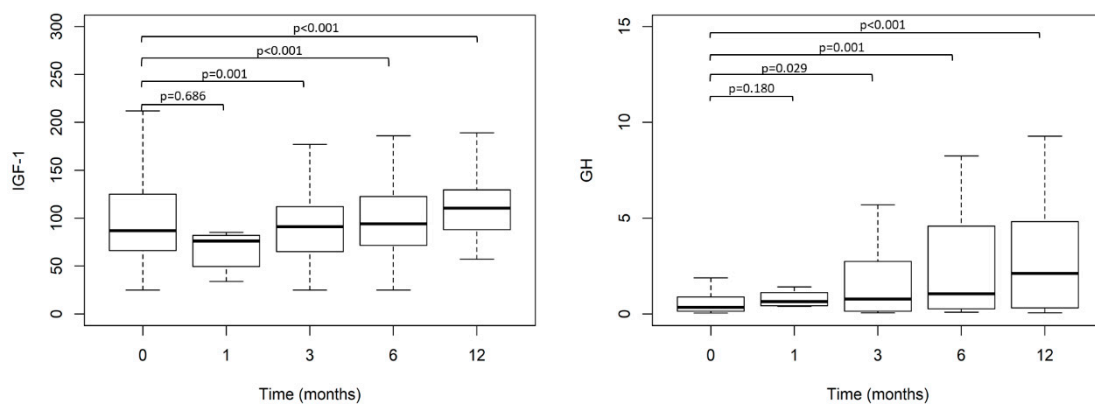 300
250
200
150
100
50
0
IGF-1
p<0.001
p<0.001
p=0.001
p=0.686
0 1 3 6 12
Time (months)
15
10
5
0
GH
p<0.001
p=0.001
p=0.029
p=0.180
0 1 3 6 12
Time (months)